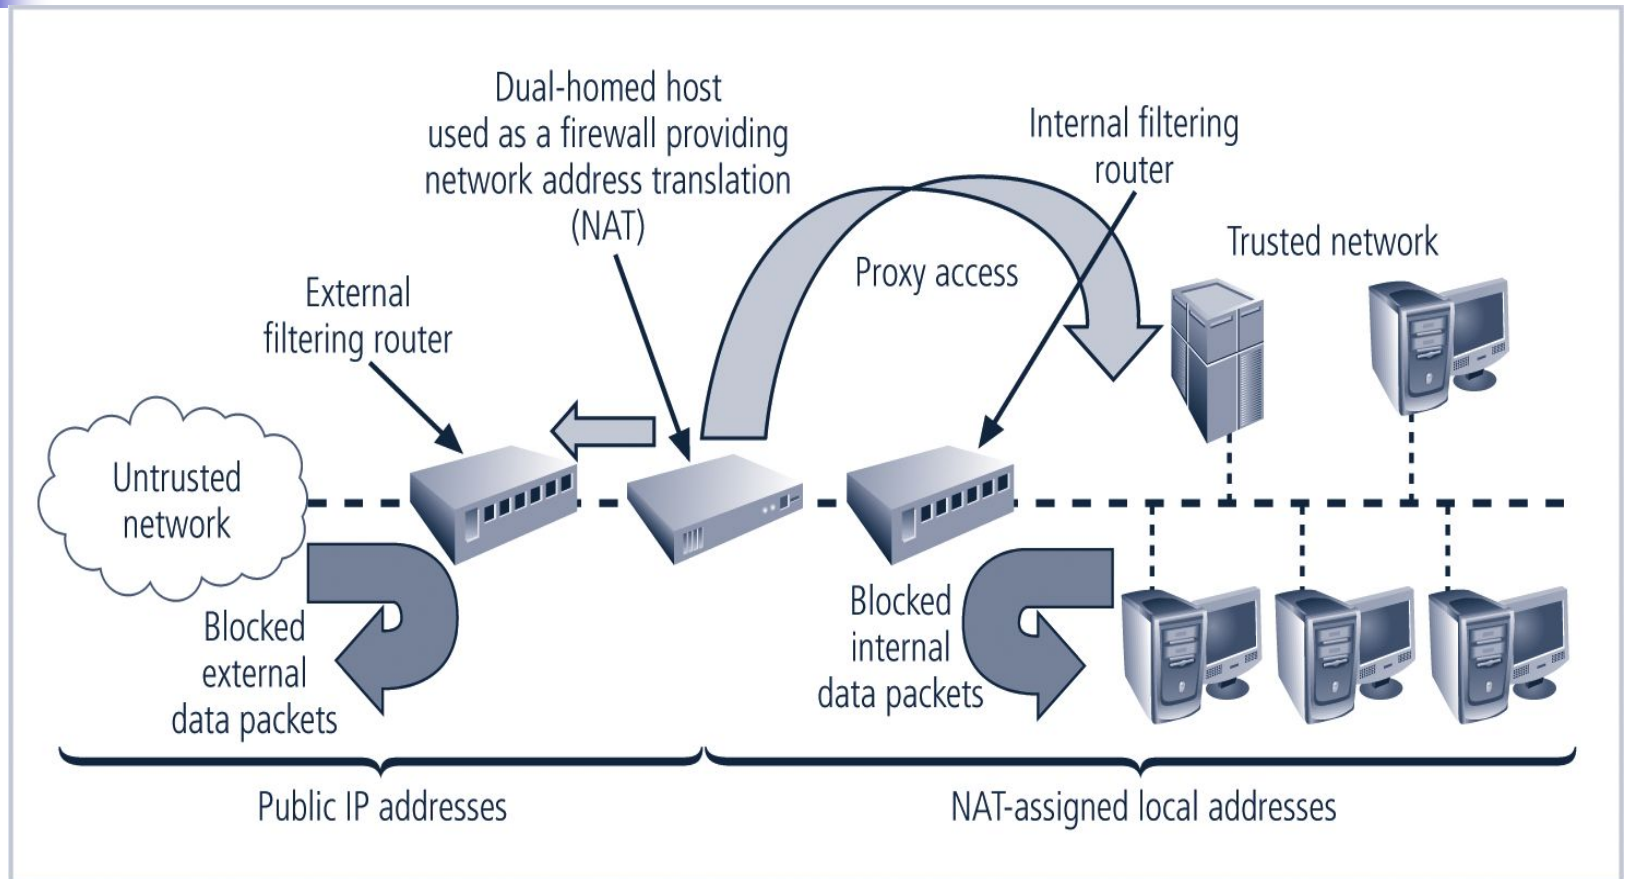 Dual-homed host
used as a firewall providing
network address translation
(NAT)
Internal filtering
router
Trusted network
Proxy access
External
filtering router
Untrusted
network
Blocked
external
data packets
Blocked
internal
data packets
Public IP addresses
NAT-assigned local addresses